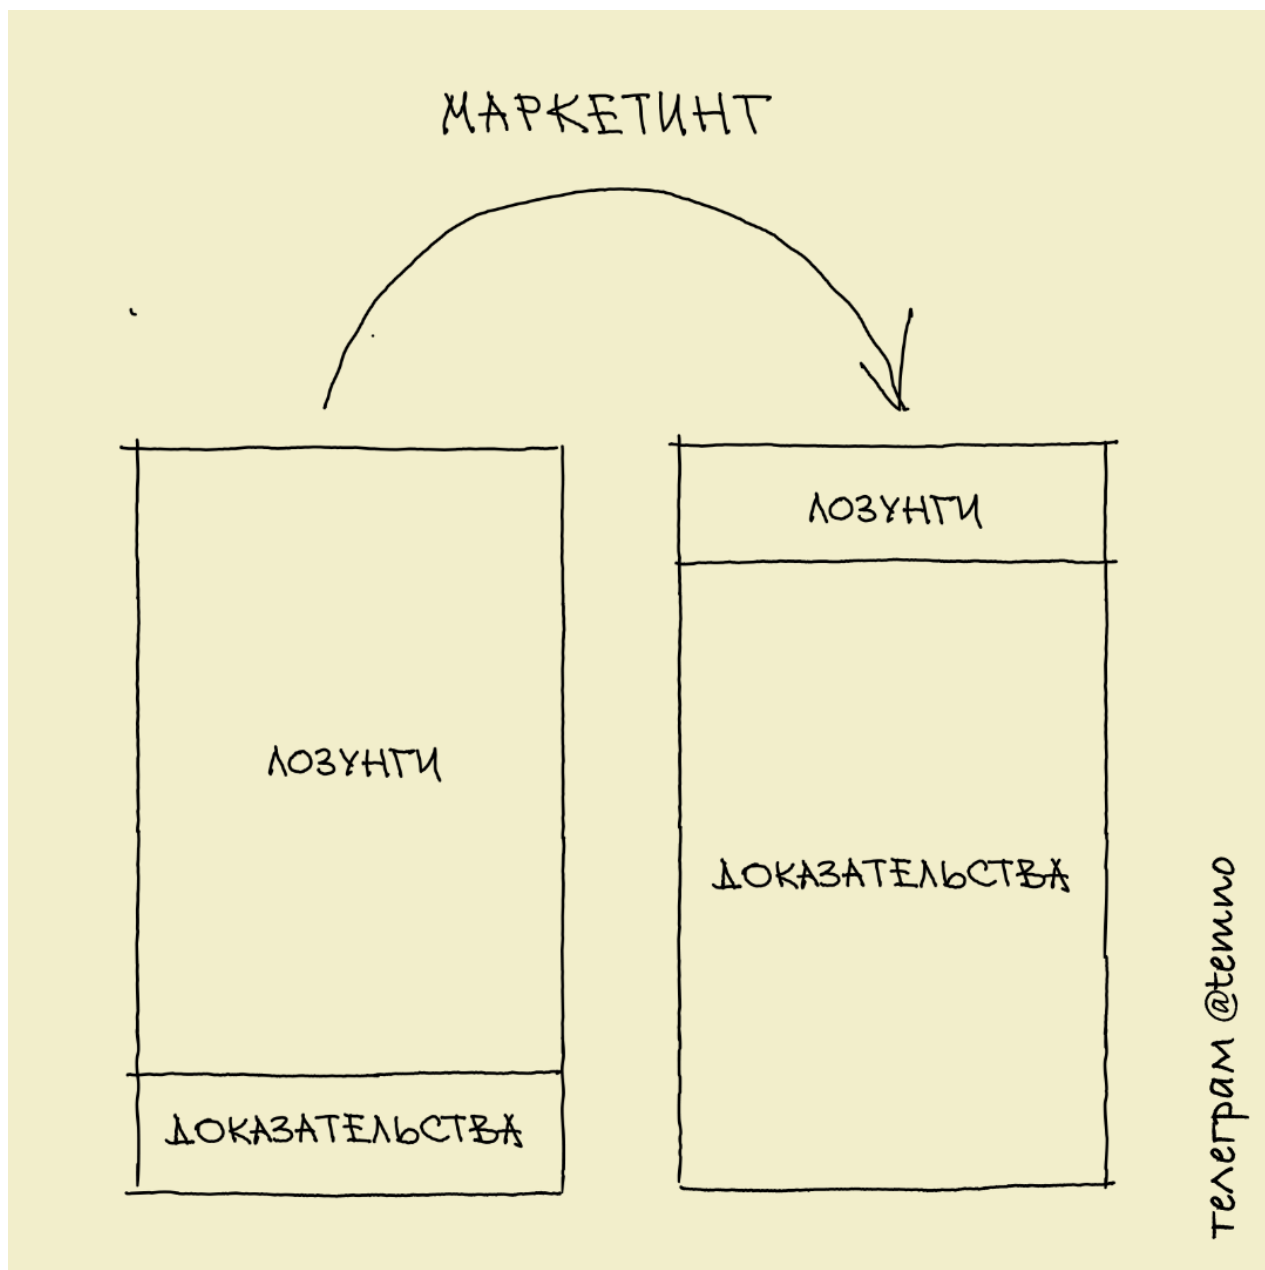 МАРКЕТИНГ
ЛОЗУНГИ
ДОКАЗАТЕЛЬСТВА
ЛОЗУНГИ
ДОКАЗАТЕЛЬСТВА
телеграм @temno